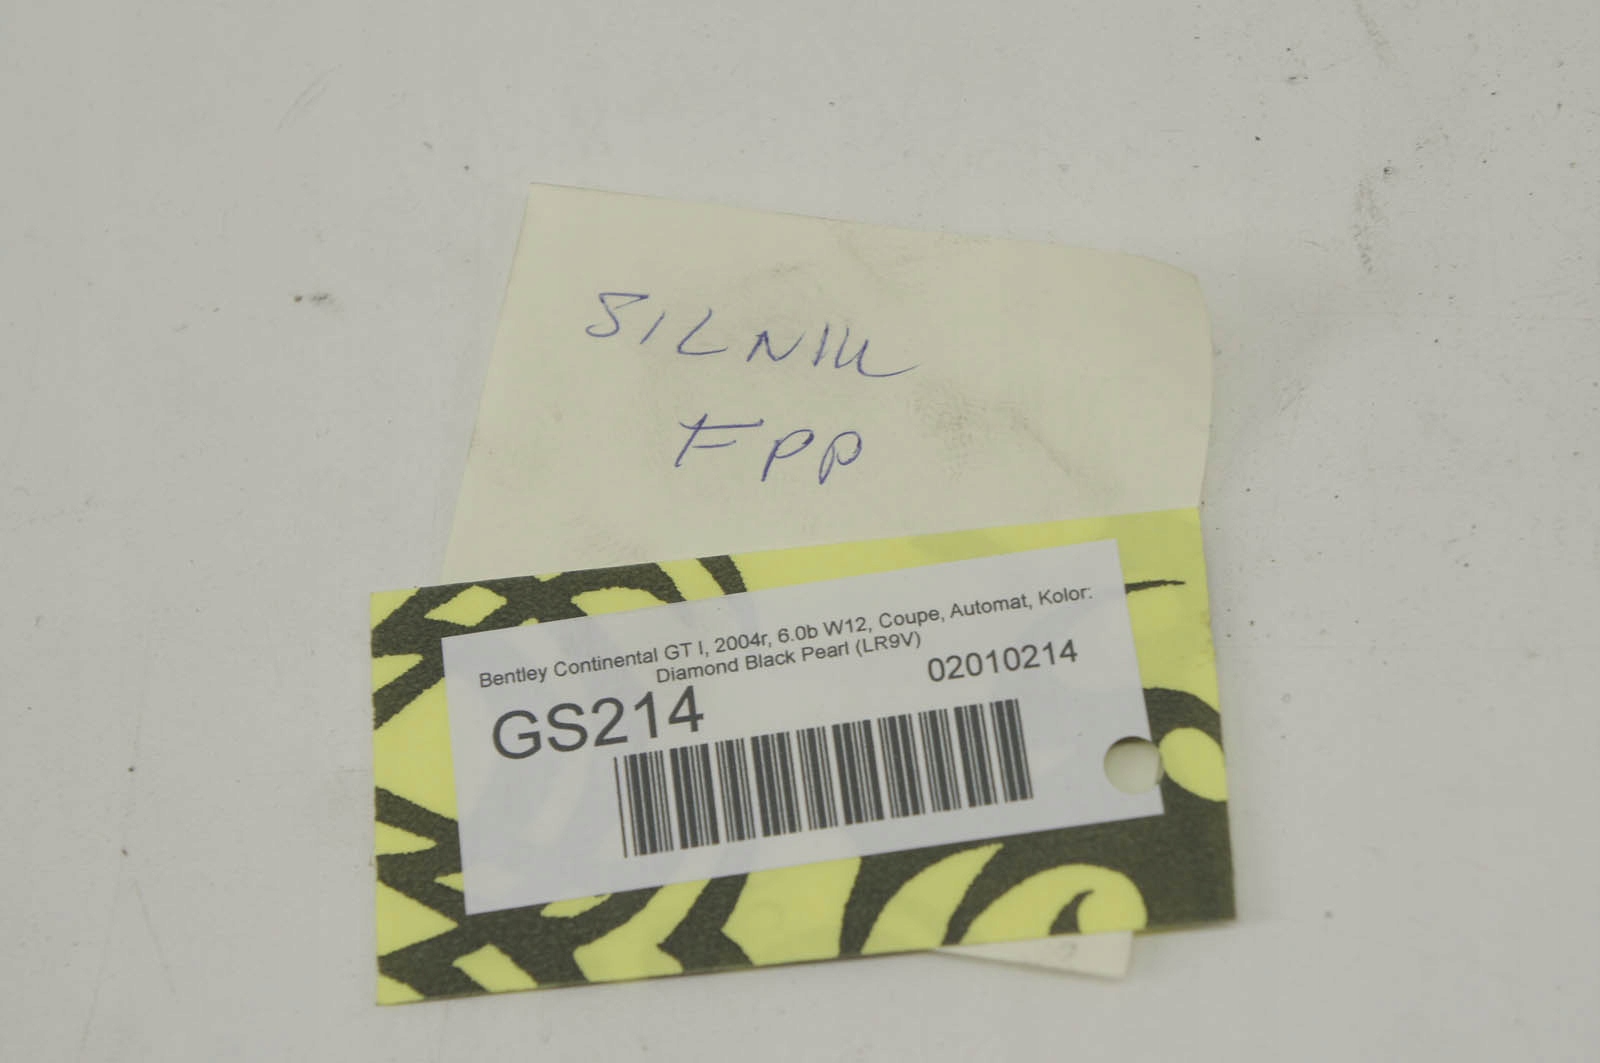 SILNIK
FPP
Bentley Continental GT I, 2004r, 6.0b W12, Coupe, Automat, Kolor:
Diamond Black Pearl (LR9V)
02010214
GS214